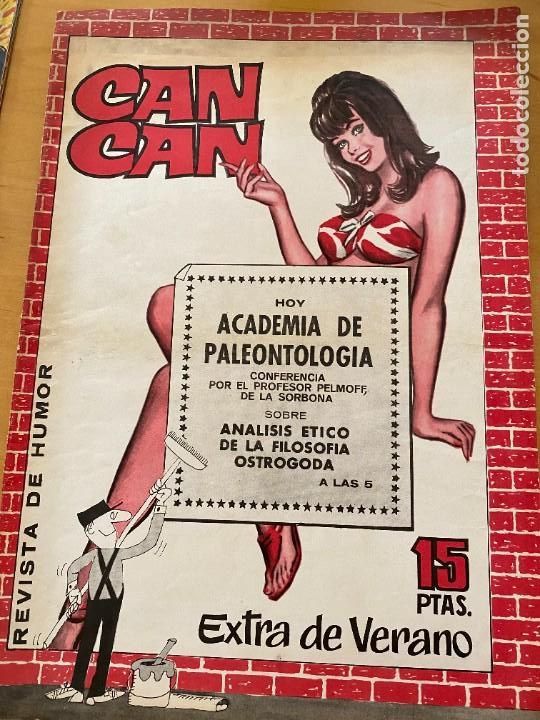 CAN
CAN
HOY
ACADEMIA DE
PALEONTOLOGIA
CONFERENCIA
POR EL PROFESOR PELMOFF,
DE LA SORBONA
SOBRE
ANALISIS ETICO
DE LA FILOSOFIA
OSTROGODA
A LAS 5
REVISTA DE HUMOR
15
PTAS.
Extra de Verano
todocoleccion